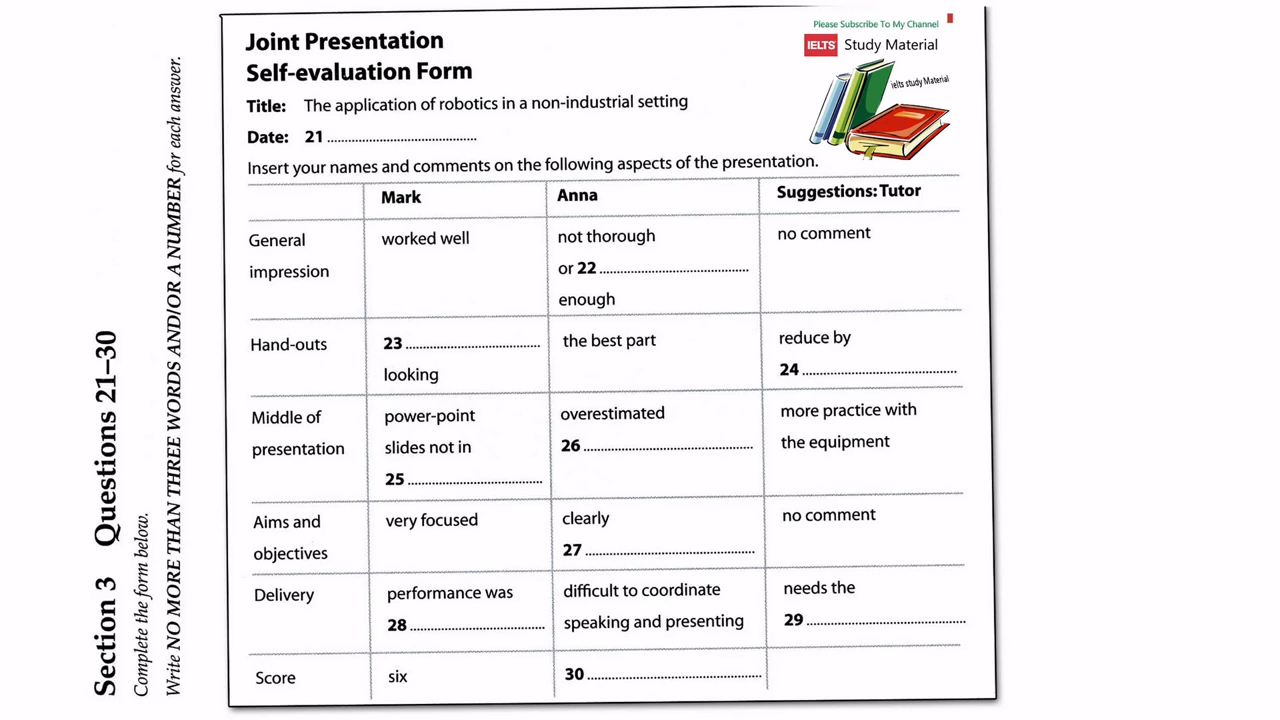 Section 3 Questions 21–30
Complete the form below.
Write NO MORE THAN THREE WORDS AND/OR A NUMBER for each answer.
Please Subscribe To My Channel
IELTS Study Material
ielts study Material
Joint Presentation
Self-evaluation Form
Title: The application of robotics in a non-industrial setting
Date: 21 ..........................................
Insert your names and comments on the following aspects of the presentation.
Mark Anna Suggestions: Tutor
General worked well not thorough no comment
impression or 22 ..........................................
enough
Hand-outs 23 ...................................... the best part reduce by
looking 24 ..........................................
Middle of power-point overestimated more practice with
presentation slides not in 26 .......................................... the equipment
25 ......................................
Aims and very focused clearly no comment
objectives 27 ..........................................
Delivery performance was difficult to coordinate needs the
28 ...................................... speaking and presenting 29 ..........................................
Score six 30 ..........................................